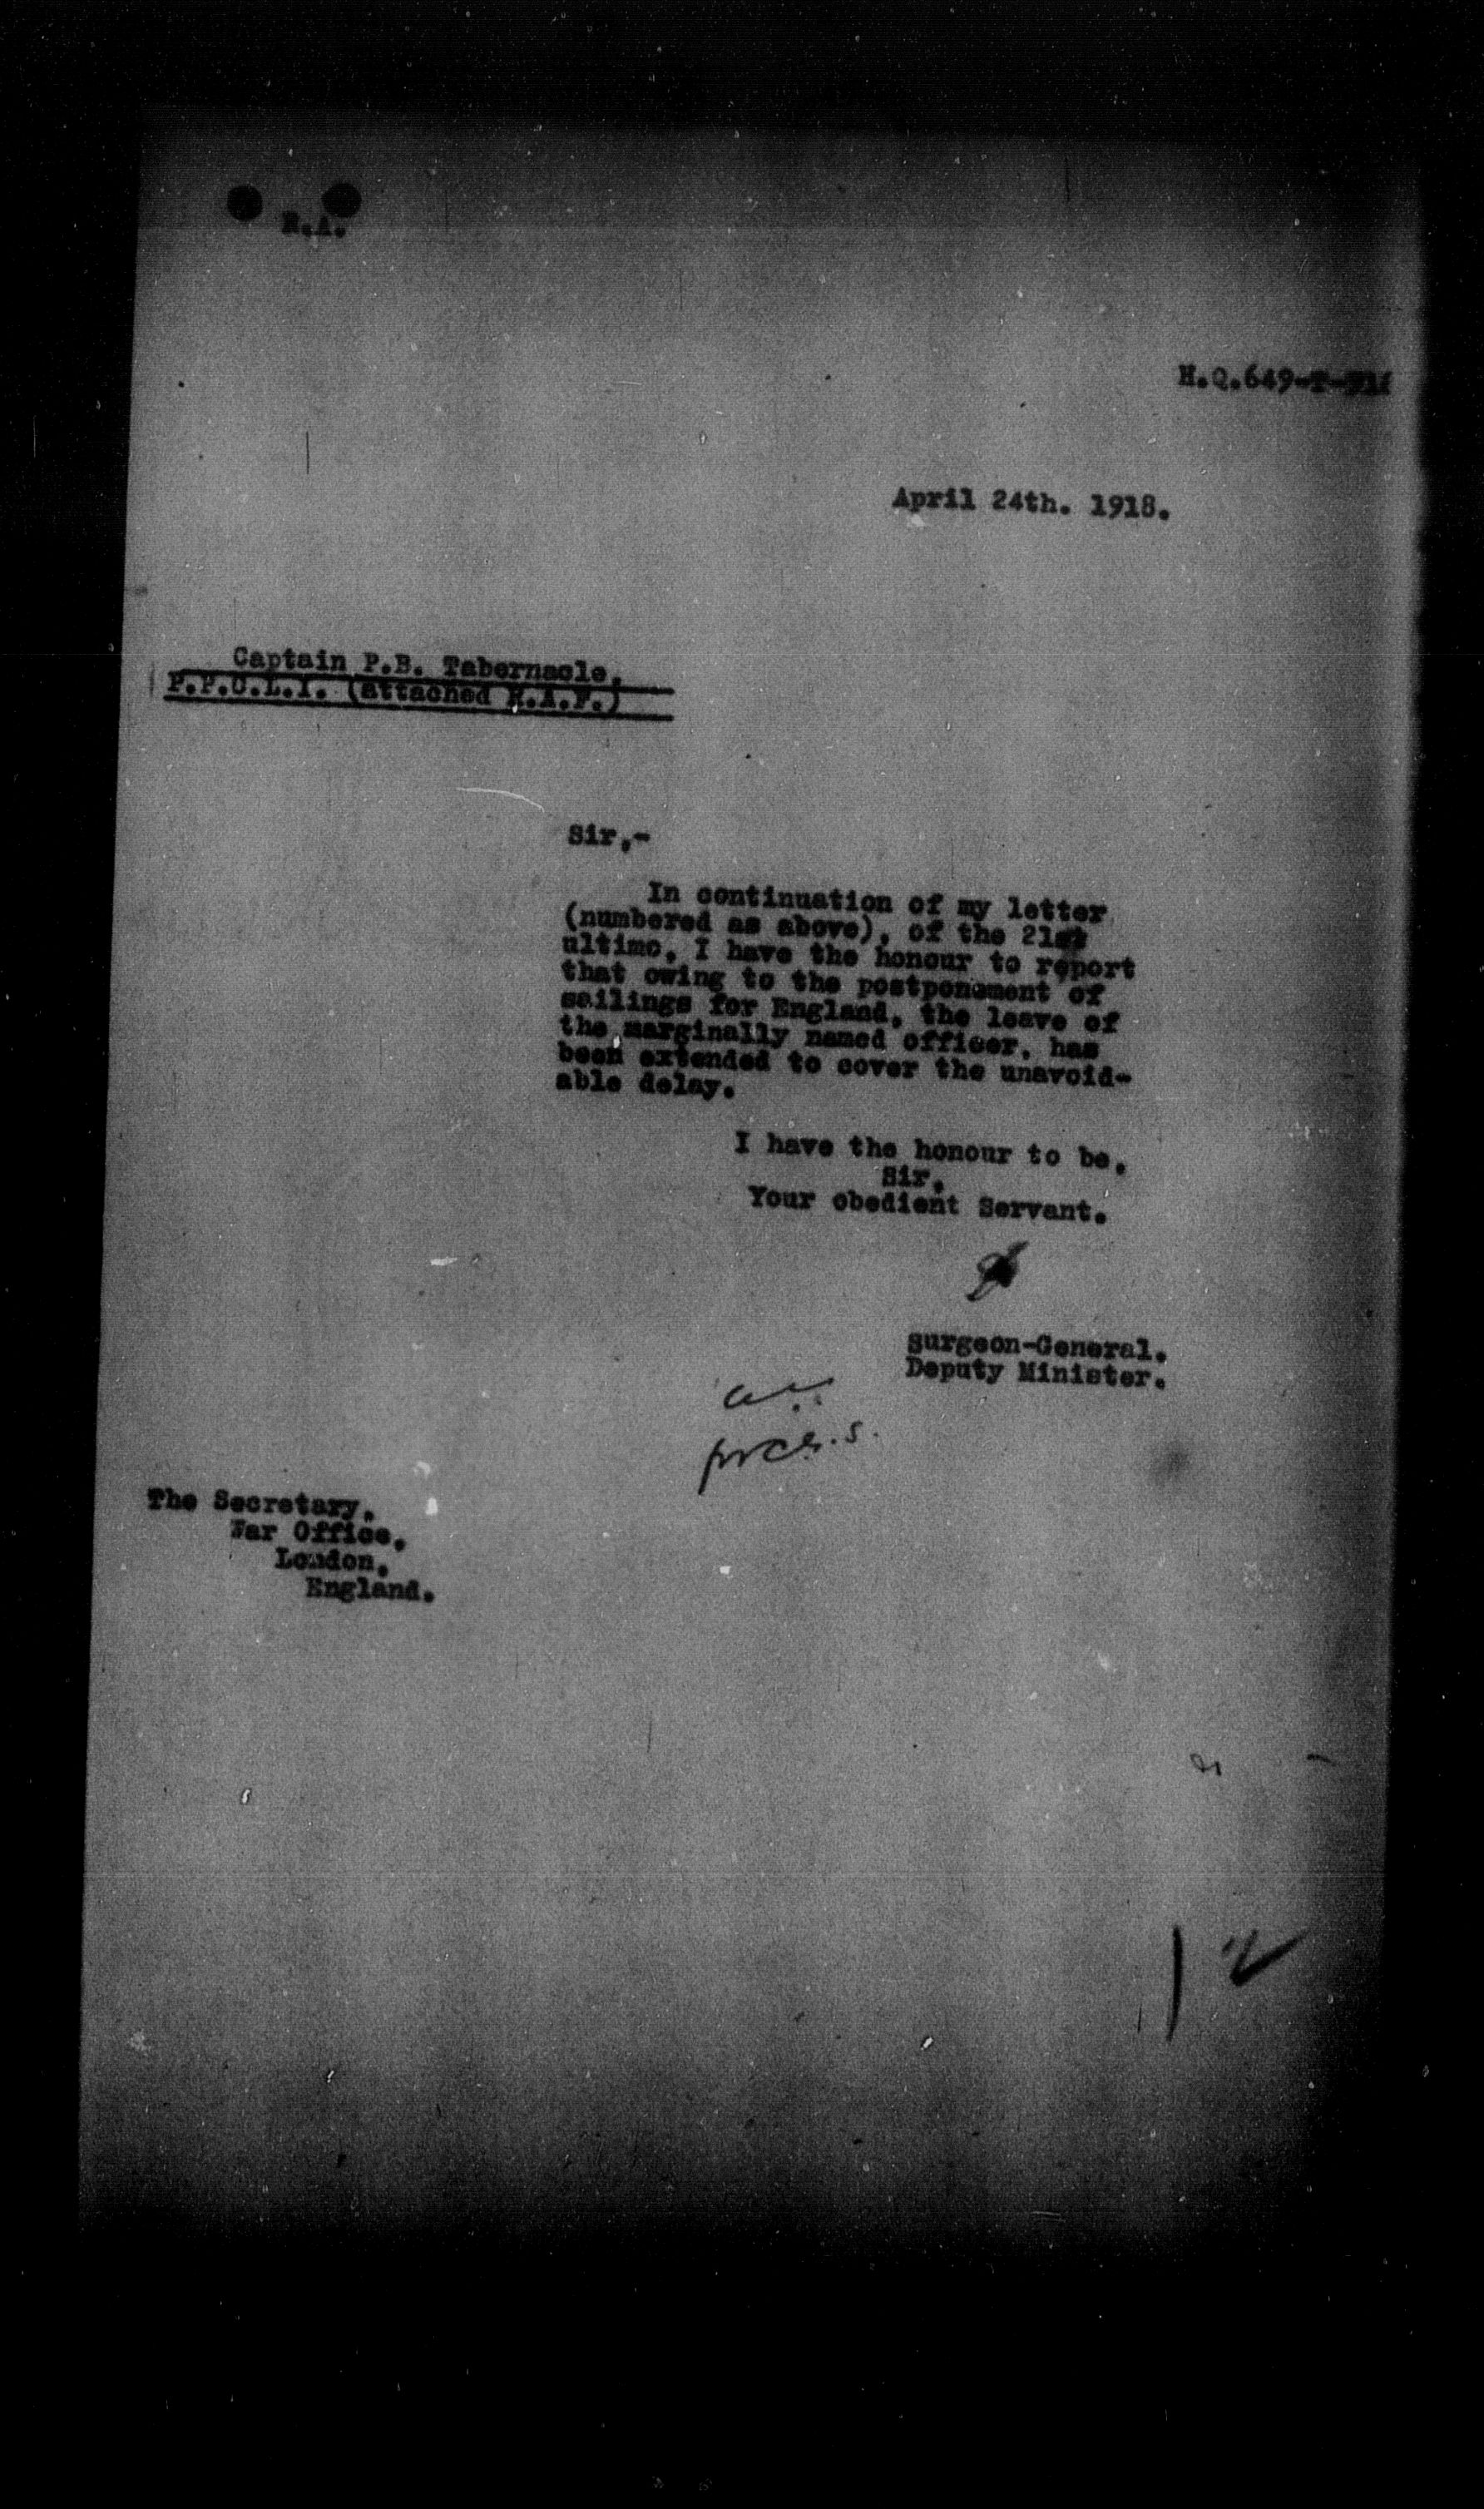 H.Q.649-T-
April 24th. 1918.
Captain P.B. Tabernacle,
P.P.C.L.I. (attached R.A.F.)
Sir,-
In continuation of my letter
(numbered as above), of the 21st
ultimo, I have the honour to report
that owing to the postponement of
sailings for England, the leave of
the marginally named officer, has
been extended to cover the unavoid-
able delay.
I have the honour to be,
Sir,
Your obedient Servant.
Surgeon-General.
Deputy Minister.
The Secretary,
War Office,
London,
England.